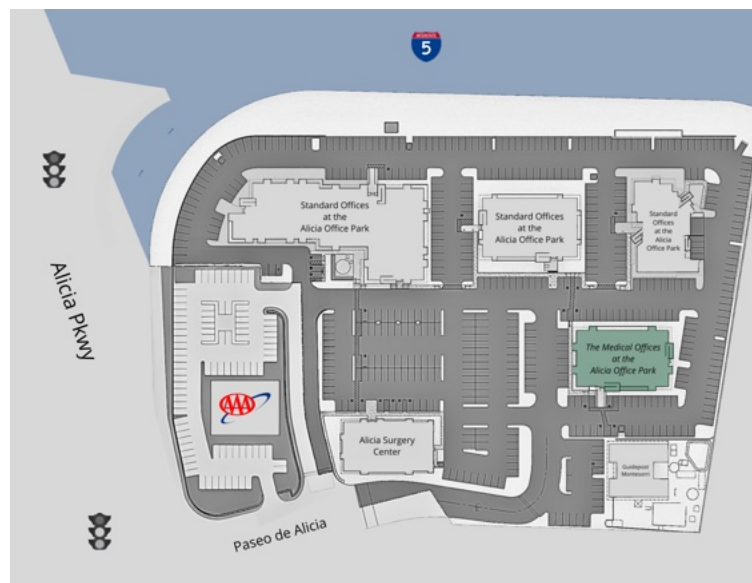 INTERSTATE
5
Standard Offices
at the
Alicia Office Park
Standard Offices
at the
Alicia Office Park
Standard
Offices
at the
Alicia
Office Park
Alicia Pkwy
The Medical Offices
at the
Alicia Office Park
AAA
Alicia Surgery
Center
Guidepost
Montessori
Paseo de Alicia